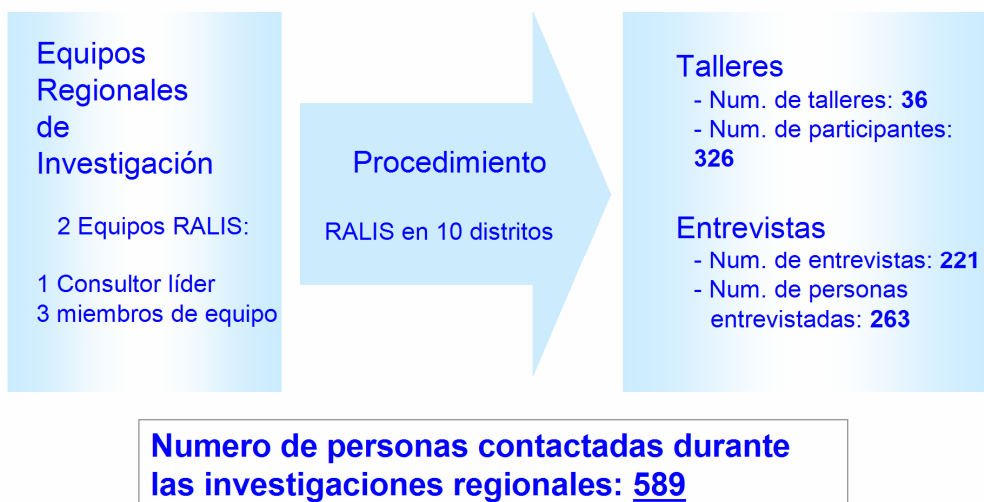 Equipos
Regionales
de
Investigación
2 Equipos RALIS:
1 Consultor líder
3 miembros de equipo
Procedimiento
RALIS en 10 distritos
Talleres
- Num. de talleres: 36
- Num. de participantes:
326
Entrevistas
- Num. de entrevistas: 221
- Num. de personas
entrevistadas: 263
Numero de personas contactadas durante
las investigaciones regionales: 589